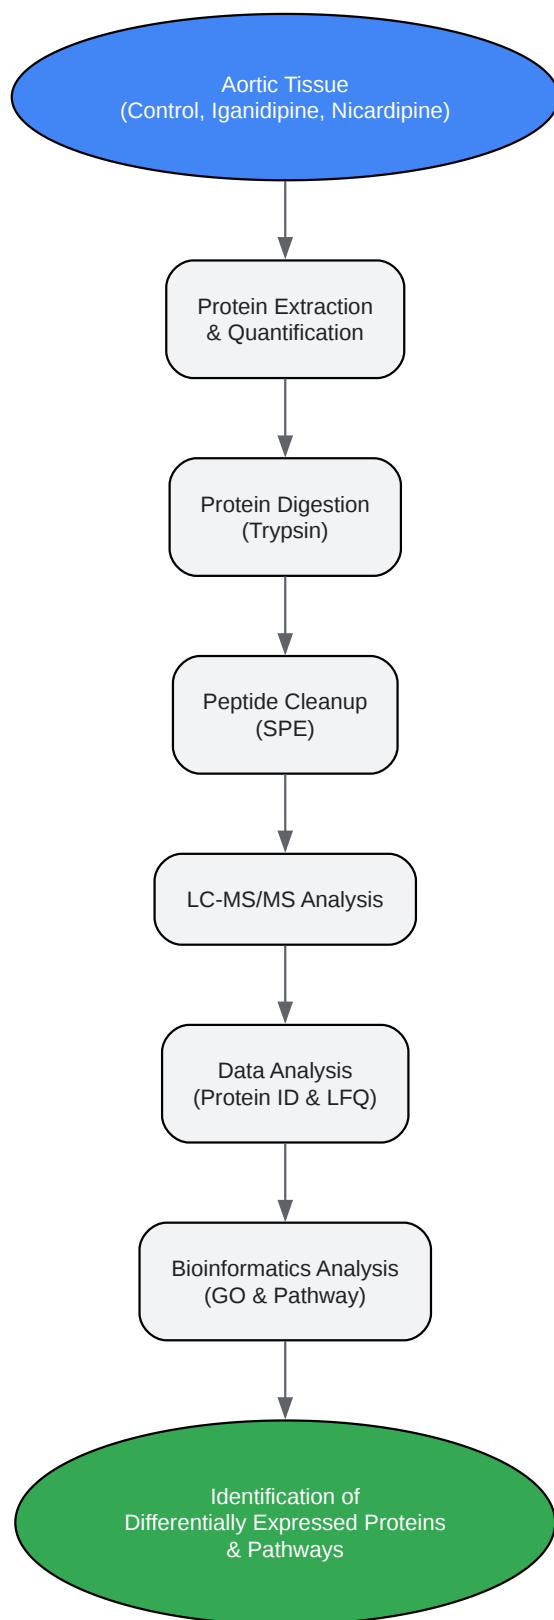 Aortic Tissue
(Control, Iganidipine, Nicardipine)
Protein Extraction
& Quantification
Protein Digestion
(Trypsin)
Peptide Cleanup
(SPE)
LC-MS/MS Analysis
Data Analysis
(Protein ID & LFQ)
Bioinformatics Analysis
(GO & Pathway)
Identification of
Differentially Expressed Proteins
& Pathways